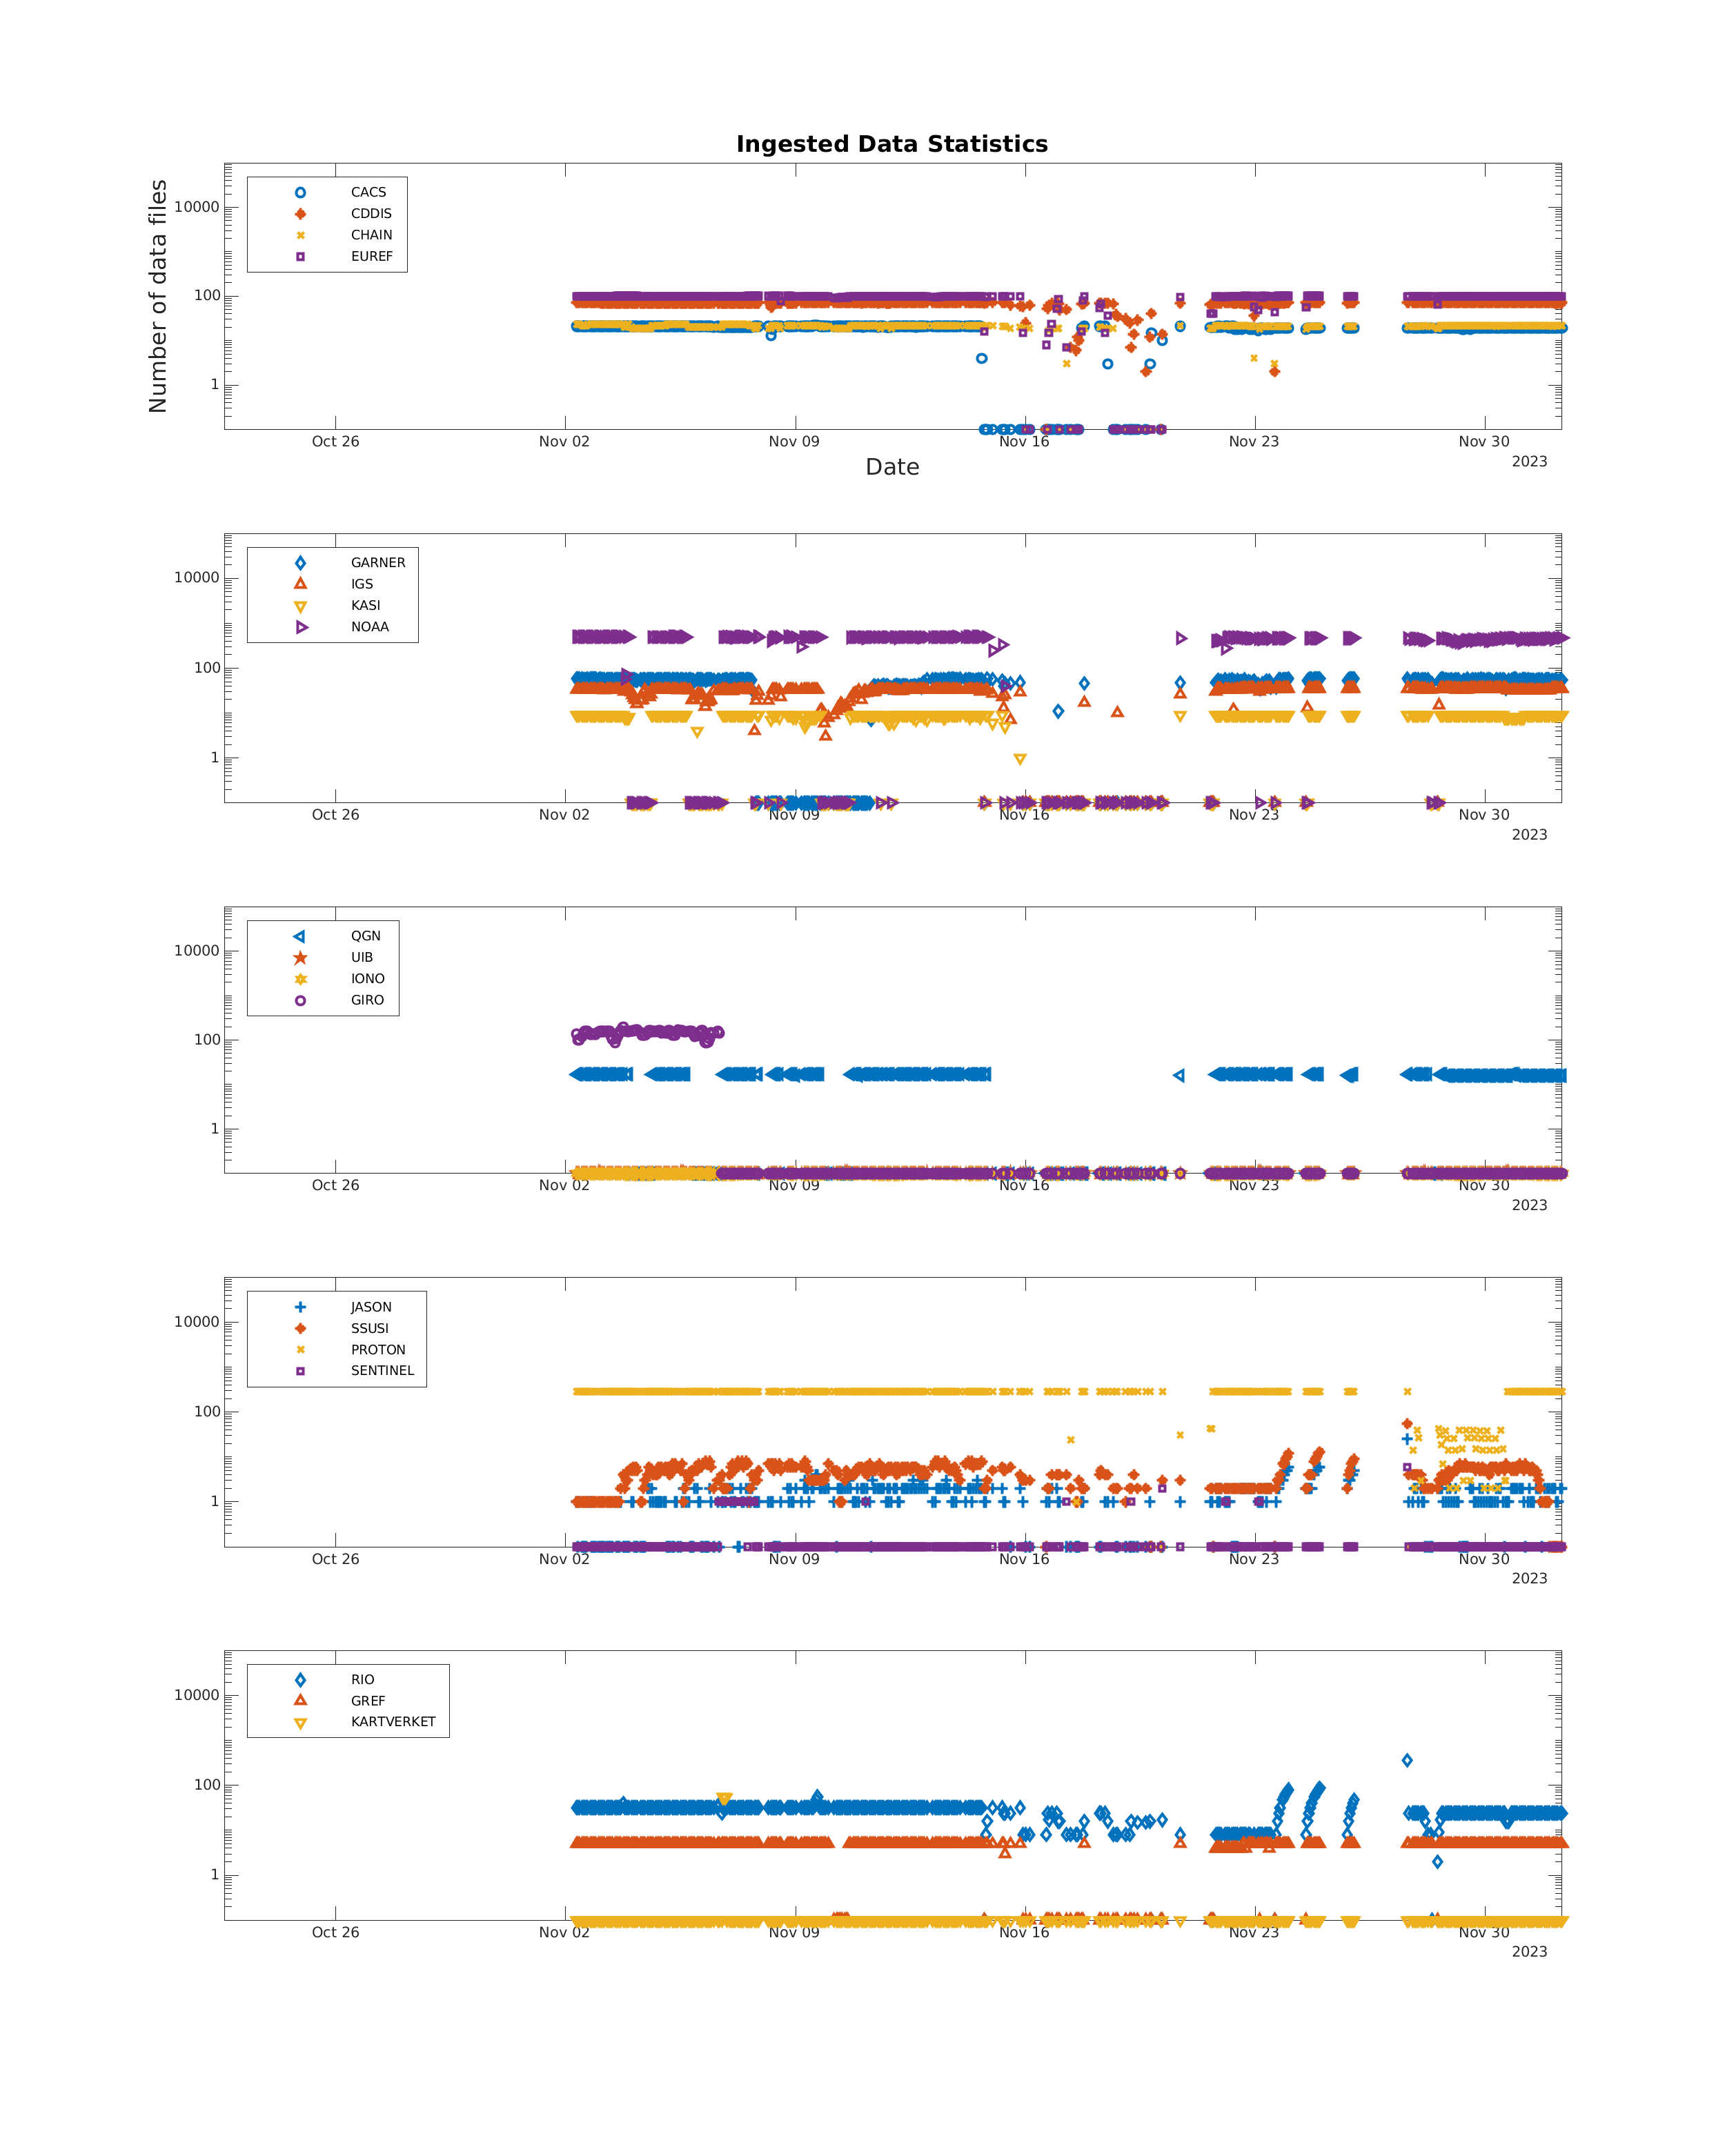 Ingested Data Statistics
Number of data files
CACS
CDDIS
CHAIN
EUREF
10000
100
1
Oct 26
Nov 02
Nov 09
Nov 16
Nov 23
Nov 30
2023
Date
GARNER
IGS
KASI
NOAA
10000
100
1
Oct 26
Nov 02
Nov 09
Nov 16
Nov 23
Nov 30
2023
QGN
UIB
IONO
GIRO
10000
100
1
Oct 26
Nov 02
Nov 09
Nov 16
Nov 23
Nov 30
2023
JASON
SSUSI
PROTON
SENTINEL
10000
100
1
Oct 26
Nov 02
Nov 09
Nov 16
Nov 23
Nov 30
2023
RIO
GREF
KARTVERKET
10000
100
1
Oct 26
Nov 02
Nov 09
Nov 16
Nov 23
Nov 30
2023